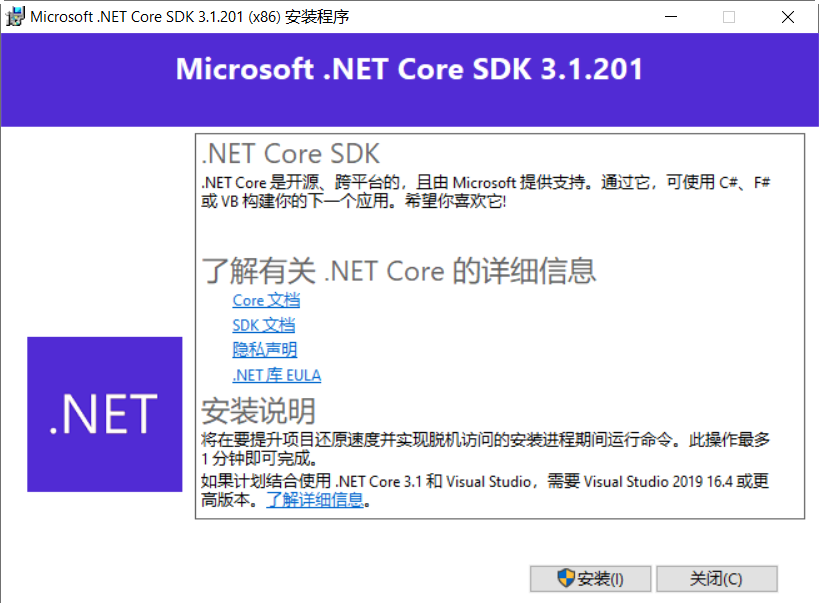 Microsoft .NET Core SDK 3.1.201 (x86) 安装程序
Microsoft .NET Core SDK 3.1.201
.NET Core SDK
.NET Core 是开源、跨平台的，且由 Microsoft 提供支持。通过它，可使用 C#、F#
或 VB 构建你的下一个应用。希望你喜欢它!
了解有关 .NET Core 的详细信息
Core 文档
SDK 文档
隐私声明
.NET 库 EULA
.NET
安装说明
将在要提升项目还原速度并实现脱机访问的安装进程期间运行命令。此操作最多
1 分钟即可完成。
如果计划结合使用 .NET Core 3.1 和 Visual Studio，需要 Visual Studio 2019 16.4 或更
高版本。了解详细信息。
安装(I)
关闭(C)